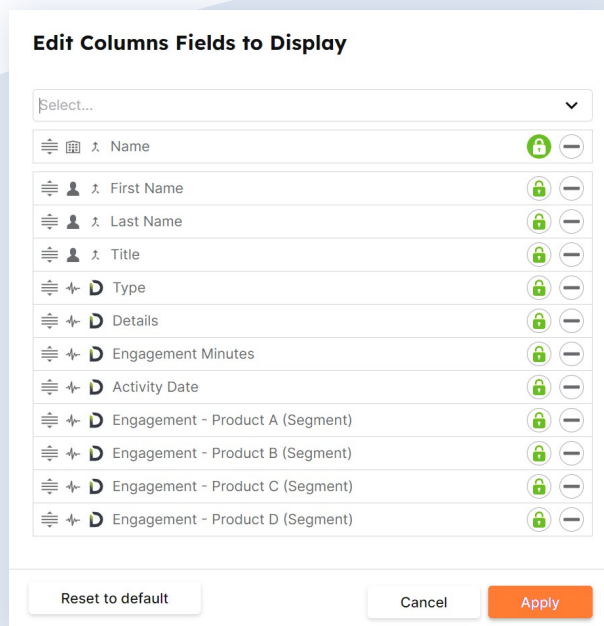 Edit Columns Fields to Display
Select...
Name
First Name
Last Name
Title
Type
Details
Engagement Minutes
Activity Date
Engagement - Product A (Segment)
Engagement - Product B (Segment)
Engagement - Product C (Segment)
Engagement - Product D (Segment)
Reset to default
Cancel
Apply